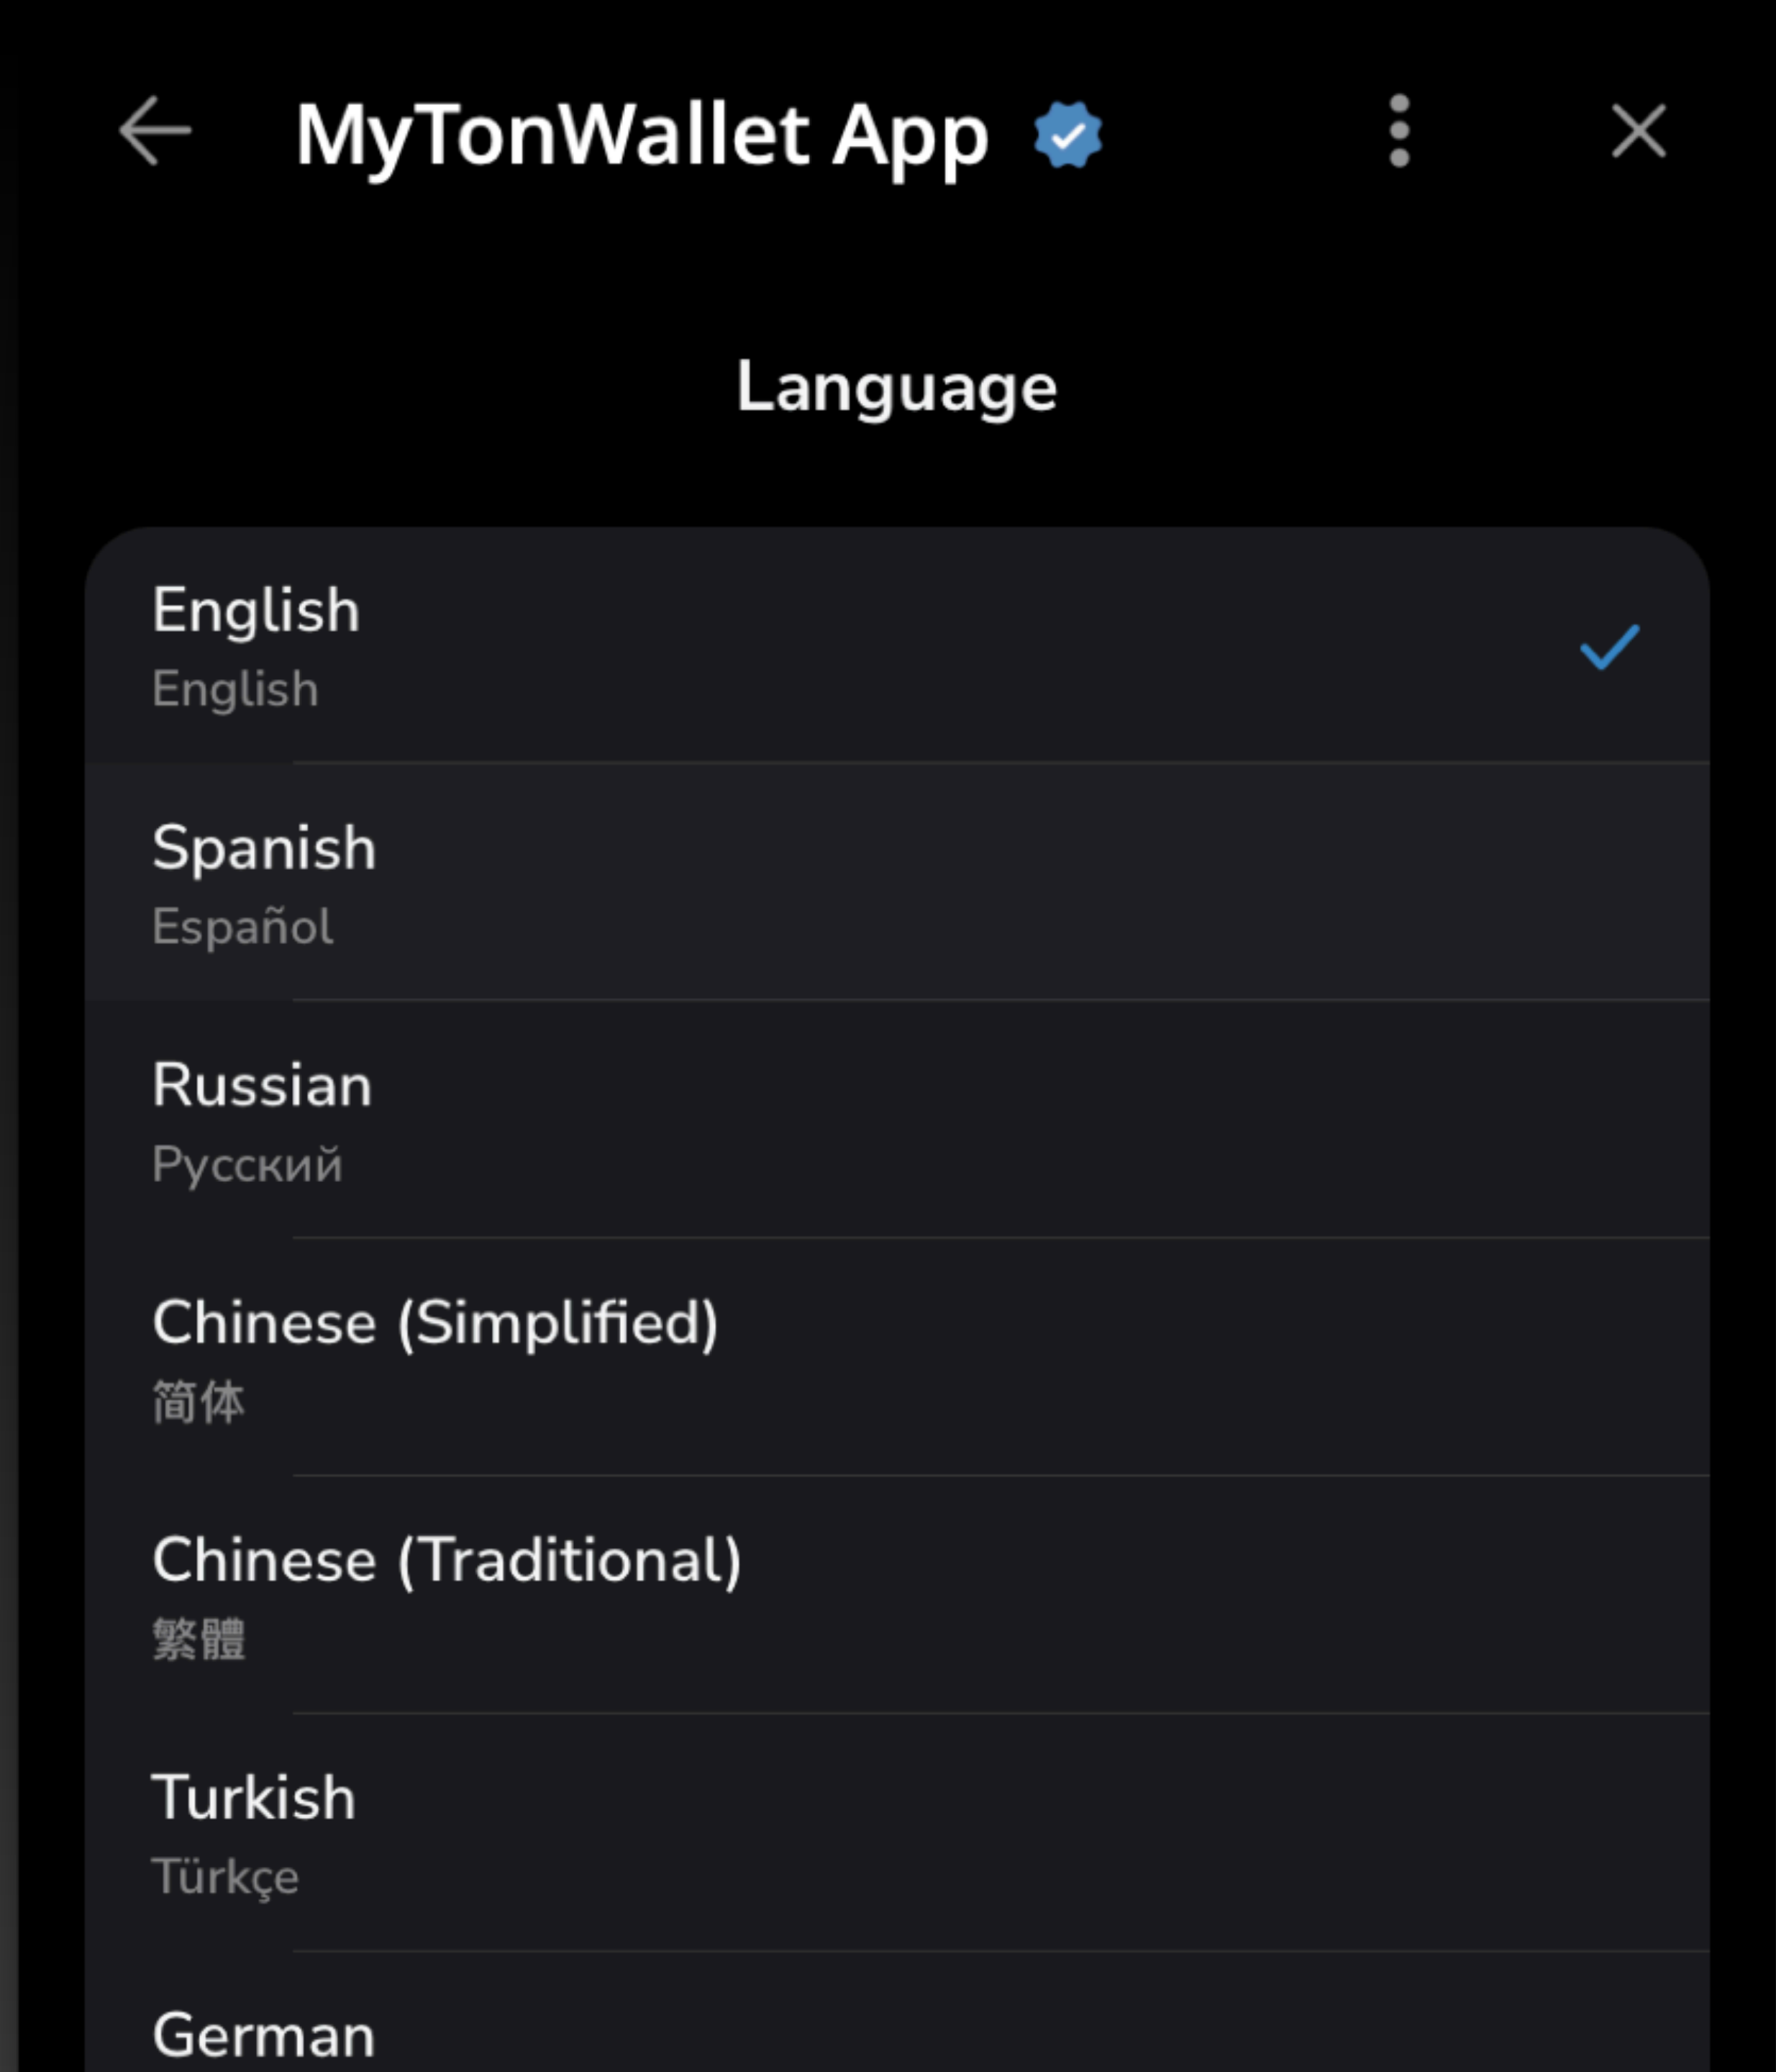 MyTonWallet App
Language
English
English
Spanish
Español
Russian
Русский
Chinese (Simplified)
简体
Chinese (Traditional)
繁體
Turkish
Türkçe
German